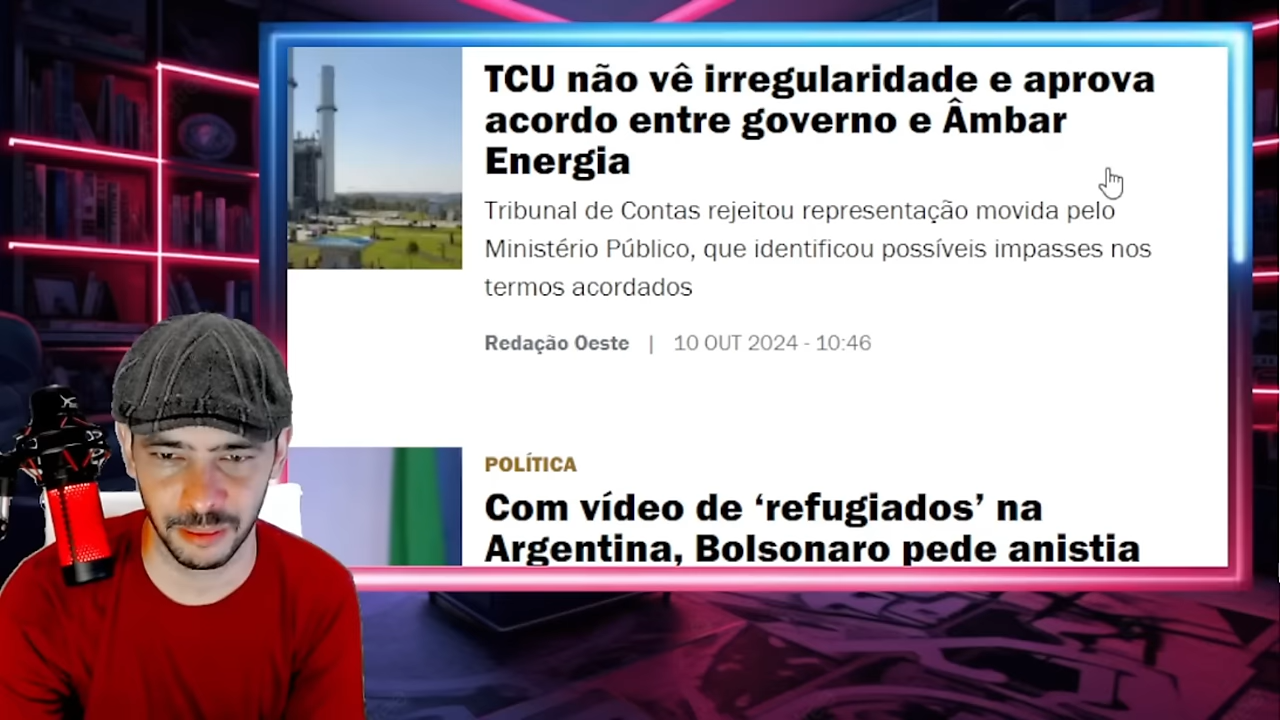 TCU não vê irregularidade e aprova
acordo entre governo e Âmbar
Energia
Tribunal de Contas rejeitou representação movida pelo
Ministério Público, que identificou possíveis impasses nos
termos acordados
Redação Oeste | 10 OUT 2024 - 10:46
POLÍTICA
Com vídeo de ‘refugiados’ na
Argentina, Bolsonaro pede anistia